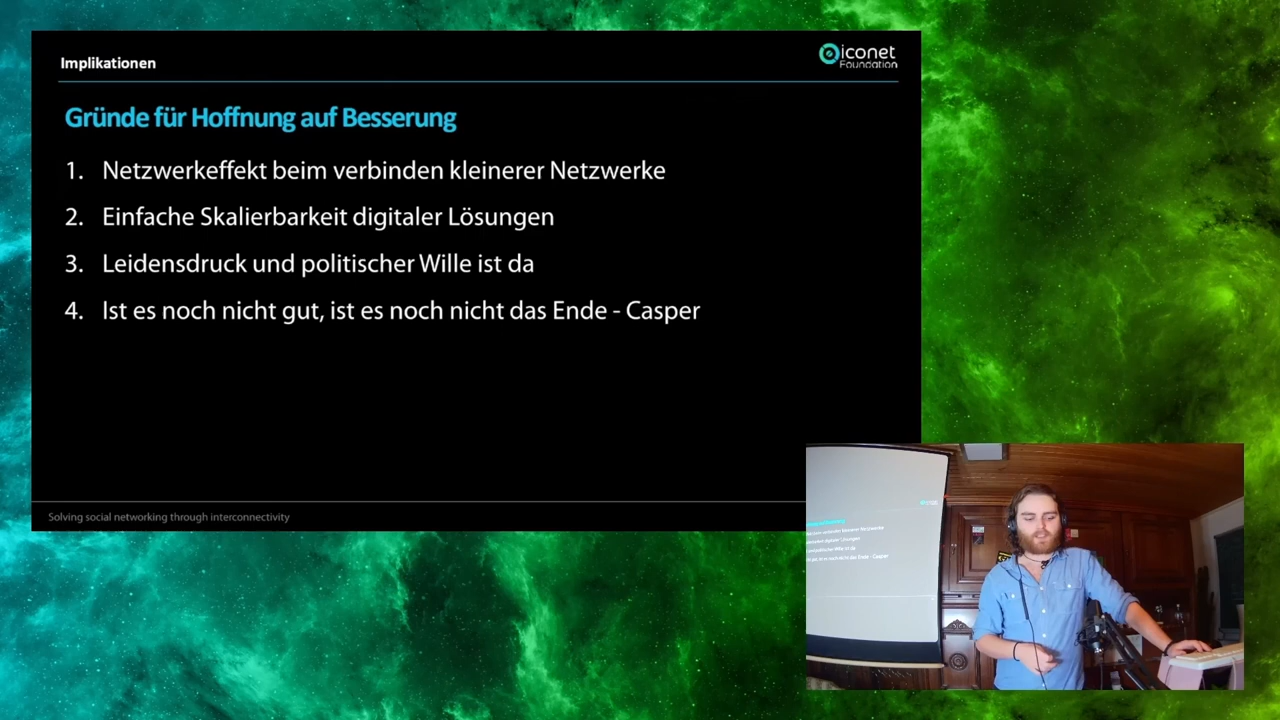 Implikationen
iconet
Foundation
Gründe für Hoffnung auf Besserung
1. Netzwerkeffekt beim verbinden kleinerer Netzwerke
2. Einfache Skalierbarkeit digitaler Lösungen
3. Leidensdruck und politischer Wille ist da
4. Ist es noch nicht gut, ist es noch nicht das Ende - Casper
Solving social networking through interconnectivity